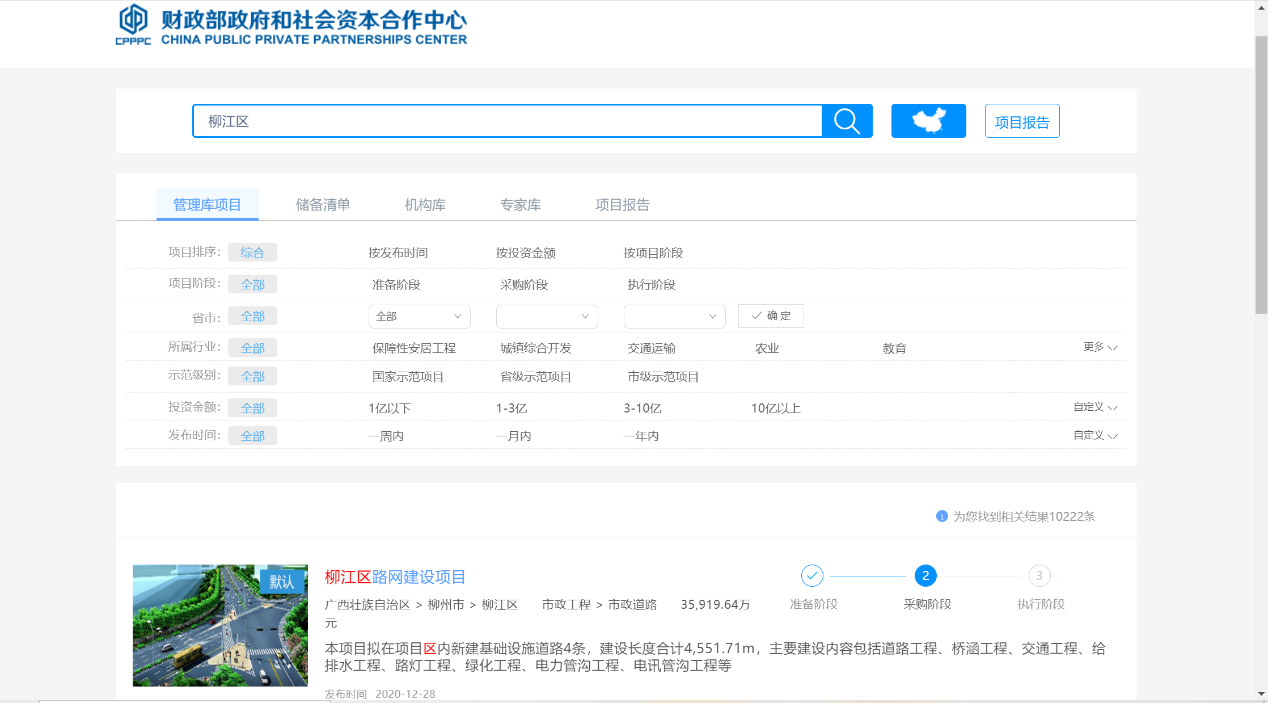 财政部政府和社会资本合作中心
CPPPC CHINA PUBLIC PRIVATE PARTNERSHIPS CENTER
柳江区 项目报告
管理库项目 储备清单 机构库 专家库 项目报告
项目排序: 综合 按发布时间 按投资金额 按项目阶段
项目阶段: 全部 准备阶段 采购阶段 执行阶段
省市: 全部 全部 确 定
所属行业: 全部 保障性安居工程 城镇综合开发 交通运输 农业 教育 更多
示范级别: 全部 国家示范项目 省级示范项目 市级示范项目
投资金额: 全部 1亿以下 1-3亿 3-10亿 10亿以上 自定义
发布时间: 全部 一周内 一月内 一年内 自定义
为您找到相关结果10222条
默认 柳江区路网建设项目 2 3
广西壮族自治区 > 柳州市 > 柳江区 市政工程 > 市政道路 35,919.64万 准备阶段 采购阶段 执行阶段
元
本项目拟在项目区内新建基础设施道路4条，建设长度合计4,551.71m，主要建设内容包括道路工程、桥涵工程、交通工程、给
排水工程、路灯工程、绿化工程、电力管沟工程、电讯管沟工程等
发布时间 2020-12-28